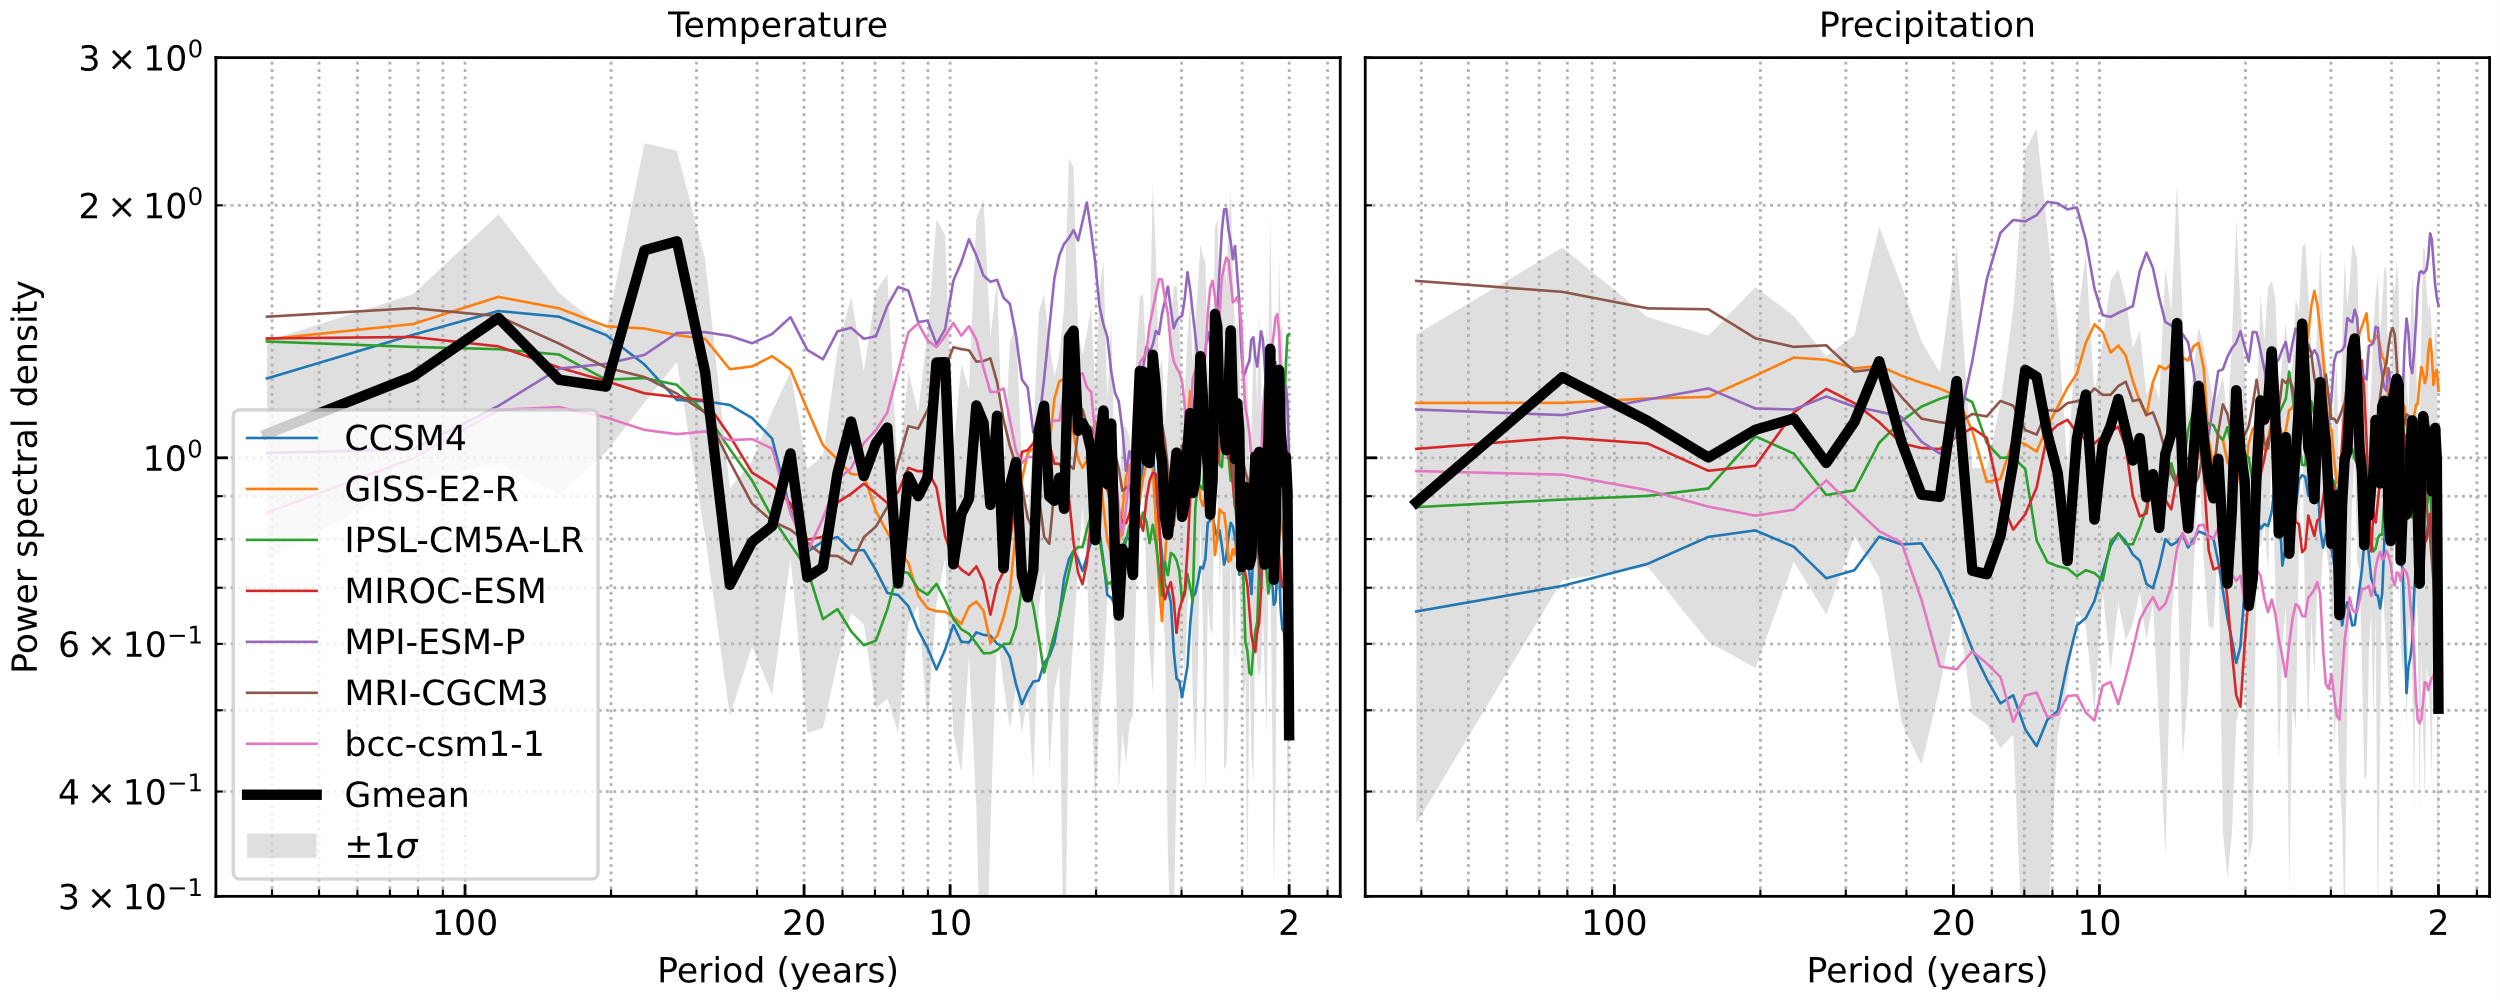 Temperature
Precipitation
Power spectral density
3 × 10⁰
2 × 10⁰
10⁰
6 × 10⁻¹
4 × 10⁻¹
3 × 10⁻¹
CCSM4
GISS-E2-R
IPSL-CM5A-LR
MIROC-ESM
MPI-ESM-P
MRI-CGCM3
bcc-csm1-1
Gmean
±1σ
100 20 10 2
100 20 10 2
Period (years)
Period (years)